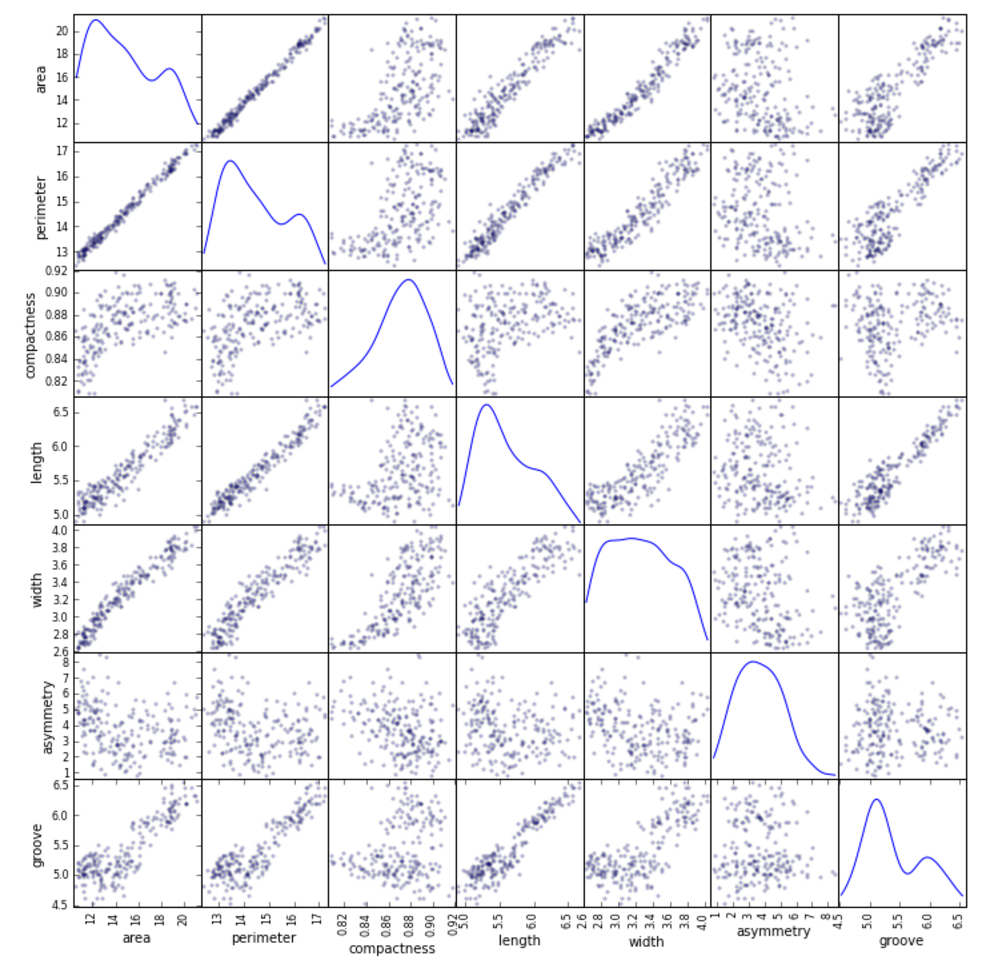 area
20
18
16
14
12
perimeter
17
16
15
14
13
compactness
0.92
0.90
0.88
0.86
0.84
0.82
length
6.5
6.0
5.5
5.0
width
4.0
3.8
3.6
3.4
3.2
3.0
2.8
2.6
asymmetry
8
7
6
5
4
3
2
1
groove
6.5
6.0
5.5
5.0
4.5
12 14 16 18 20
13 14 15 16 17
0.82 0.84 0.86 0.88 0.90 0.92
5.0 5.5 6.0 6.5
2.6 2.8 3.0 3.2 3.4 3.6 3.8 4.0
1 2 3 4 5 6 7 8
4.5 5.0 5.5 6.0 6.5
area perimeter compactness length width asymmetry groove